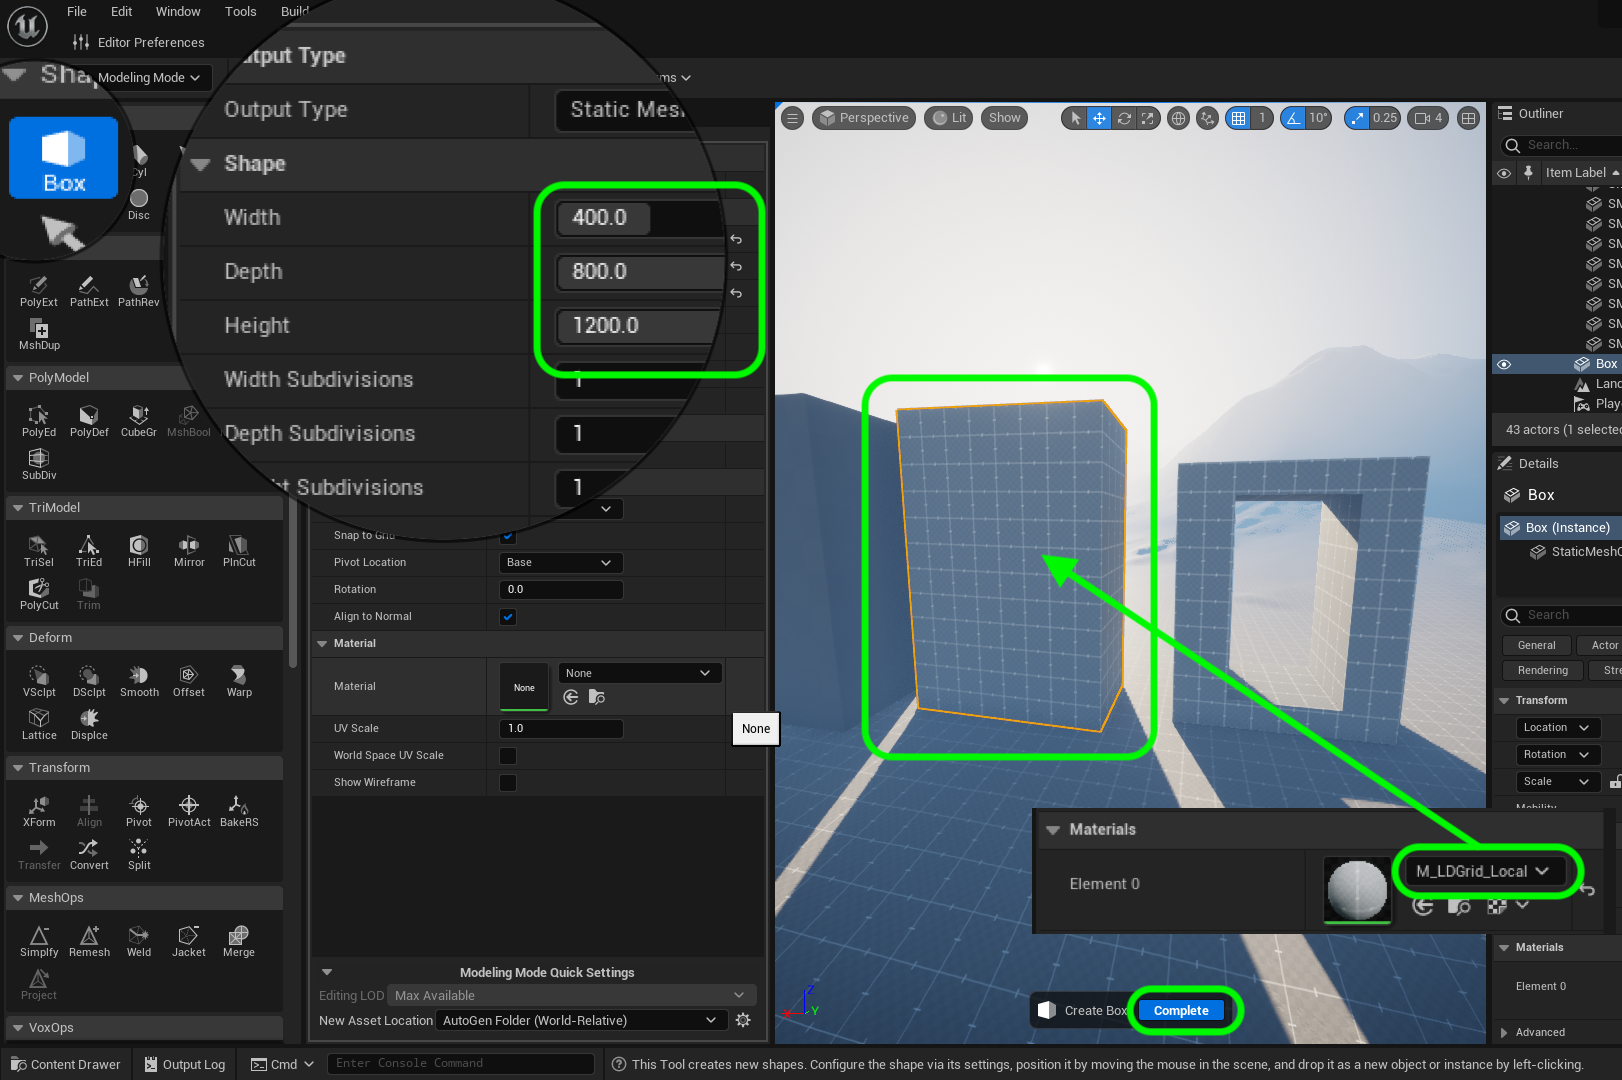 File
Edit
Window
Tools
Build
Editor Preferences
Modeling Mode
Output Type
Output Type
Static Mesh
Shape
Width
400.0
Depth
800.0
Height
1200.0
Width Subdivisions
1
Depth Subdivisions
1
Subdivisions
1
Box
Cyl
Disc
PolyExt
PathExt
PathRev
MshDup
PolyModel
PolyEd
PolyDef
CubeGr
MshBool
SubDiv
TriModel
TriSel
TriEd
HFill
Mirror
PlnCut
PolyCut
Trim
Deform
VSclpt
DSclpt
Smooth
Offset
Warp
Lattice
Displce
Transform
XForm
Align
Pivot
PivotAct
BakeRS
Transfer
Convert
Split
MeshOps
Simplfy
Remesh
Weld
Jacket
Merge
Project
VoxOps
Snap to Grid
Pivot Location
Base
Rotation
0.0
Align to Normal
Material
Material
None
None
UV Scale
1.0
None
World Space UV Scale
Show Wireframe
Modeling Mode Quick Settings
Editing LOD
Max Available
New Asset Location
AutoGen Folder (World-Relative)
Perspective
Lit
Show
1
10°
0.25
4
Z
X
Y
Create Box
Complete
Materials
Element 0
M_LDGrid_Local
Outliner
Search...
Item Label
SM
SM
SM
SM
SM
SM
SM
SM
Box
Land
Play
43 actors (1 selected
Details
Box
Box (Instance)
StaticMeshC
Search
General
Actor
Rendering
Stre
Transform
Location
Rotation
Scale
Mobility
Materials
Element 0
Advanced
Content Drawer
Output Log
Cmd
Enter Console Command
This Tool creates new shapes. Configure the shape via its settings, position it by moving the mouse in the scene, and drop it as a new object or instance by left-clicking.